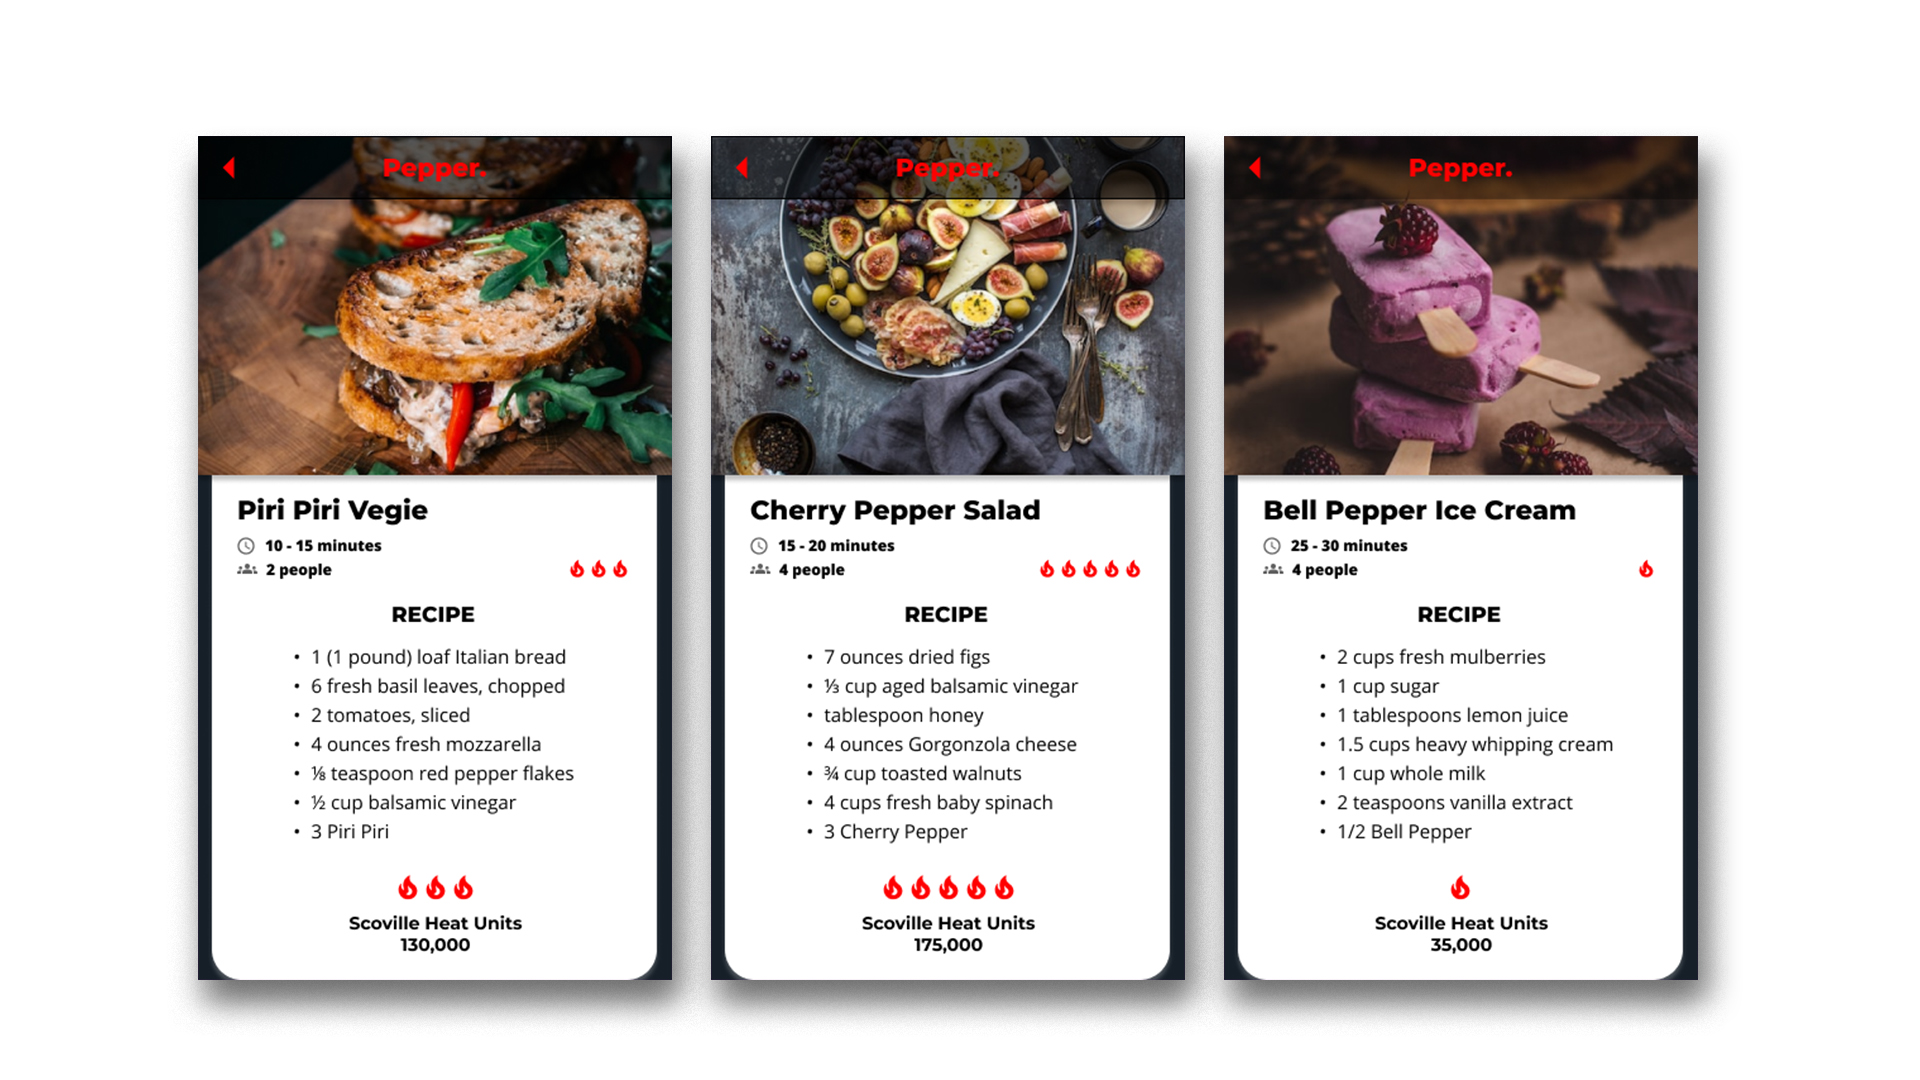 Pepper.
Piri Piri Vegie
10 - 15 minutes
2 people
RECIPE
• 1 (1 pound) loaf Italian bread
• 6 fresh basil leaves, chopped
• 2 tomatoes, sliced
• 4 ounces fresh mozzarella
• ⅛ teaspoon red pepper flakes
• ½ cup balsamic vinegar
• 3 Piri Piri
Scoville Heat Units
130,000
Pepper.
Cherry Pepper Salad
15 - 20 minutes
4 people
RECIPE
• 7 ounces dried figs
• ⅓ cup aged balsamic vinegar
• tablespoon honey
• 4 ounces Gorgonzola cheese
• ¾ cup toasted walnuts
• 4 cups fresh baby spinach
• 3 Cherry Pepper
Scoville Heat Units
175,000
Pepper.
Bell Pepper Ice Cream
25 - 30 minutes
4 people
RECIPE
• 2 cups fresh mulberries
• 1 cup sugar
• 1 tablespoons lemon juice
• 1.5 cups heavy whipping cream
• 1 cup whole milk
• 2 teaspoons vanilla extract
• 1/2 Bell Pepper
Scoville Heat Units
35,000